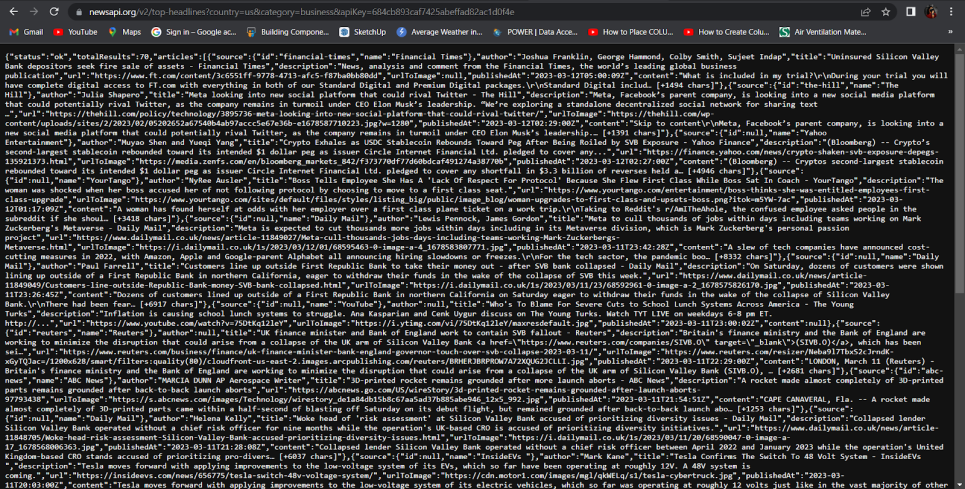 newsapi.org/v2/top-headlines?country=us&category=business&apiKey=684cb893caf7425abeffad82ac1d0f4e
Gmail YouTube Maps Sign in – Google ac... Building Compone... SketchUp Average Weather in... POWER | Data Acce... How to Place COLU... How to Create Colu... Air Ventilation Mate...
{"status":"ok","totalResults":70,"articles":[{"source":{"id":"financial-times","name":"Financial Times"},"author":"Joshua Franklin, George Hammond, Colby Smith, Sujeet Indap","title":"Uninsured Silicon Valley
Bank depositors seek fire sale of assets - Financial Times","description":"News, analysis and comment from the Financial Times, the world's leading global business
publication","url":"https://www.ft.com/content/3c6551ff-9778-4713-afc5-f87ba0bb80dd","urlToImage":null,"publishedAt":"2023-03-12T05:00:09Z","content":"What is included in my trial?\r\nDuring your trial you will
have complete digital access to FT.com with everything in both of our Standard Digital and Premium Digital packages.\r\nStandard Digital includ… [+1494 chars]"},{"source":{"id":"the-hill","name":"The
Hill"},"author":"Julia Shapero","title":"Meta looking into new social platform that could rival Twitter - The Hill","description":"Meta, Facebook's parent company, is looking into a new social media platform
that could potentially rival Twitter, as the company remains in turmoil under CEO Elon Musk's leadership. "We're exploring a standalone decentralized social network for sharing text
…","url":"https://thehill.com/policy/technology/3895736-meta-looking-into-new-social-platform-that-could-rival-twitter/","urlToImage":"https://thehill.com/wp-
content/uploads/sites/2/2023/02/05202652a67540b4ab97accc5e67e36b-e1678587710223.jpg?w=1280","publishedAt":"2023-03-12T02:29:00Z","content":"Skip to content\r\nMeta, Facebook's parent company, is looking into a
new social media platform that could potentially rival Twitter, as the company remains in turmoil under CEO Elon Musk's leadership.… [+1391 chars]"},{"source":{"id":null,"name":"Yahoo
Entertainment"},"author":"Muyao Shen and Yueqi Yang","title":"Crypto Exhales as USDC Stablecoin Rebounds Toward Peg After Being Roiled by SVB Exposure - Yahoo Finance","description":(Bloomberg) -- Crypto's
second-largest stablecoin rebounded toward its intended $1 dollar peg as issuer Circle Internet Financial Ltd. pledged to cover any...","url":"https://finance.yahoo.com/news/crypto-shaken-svb-exposure-depegs-
135921373.html","urlToImage":"https://media.zenfs.com/en/bloomberg_markets_842/f373770df77d60bdcaf491274a38770b","publishedAt":"2023-03-12T02:27:00Z","content":"(Bloomberg) -- Cryptos second-largest stablecoin
rebounded toward its intended $1 dollar peg as issuer Circle Internet Financial Ltd. pledged to cover any shortfall in $3.3 billion of reserves held a… [+4946 chars]"},{"source":
{"id":null,"name":"YourTango"},"author":"NyRee Ausler","title":"Boss Tells Employee She Has A 'Lack Of Respect For Protocol' Because She Flew First Class While Boss Sat In Coach - YourTango","description":"The
woman was shocked when her boss accused her of not following protocol by choosing to move to a first class seat.","url":"https://www.yourtango.com/entertainment/boss-thinks-she-was-entitled-employees-first-
class-upgrade","urlToImage":"https://www.yourtango.com/sites/default/files/styles/listing_big/public/image_blog/woman-upgrades-to-first-class-and-upsets-boss.png?itok=m5YW-7ac","publishedAt":"2023-03-
12T01:17:09Z","content":"A woman has found herself at odds with her employer over a first class plane ticket on a work trip.\r\nTaking to Reddit's r/AmITheAhole, the confused employee asked people in the
subreddit if she shoul… [+3418 chars]"},{"source":{"id":null,"name":"Daily Mail"},"author":"Lewis Pennock, James Gordon","title":"Meta to cull thousands of jobs within days including teams working on Mark
Zuckerberg's Metaverse - Daily Mail","description":"Meta is expected to cut thousands more jobs within days including in its Metaverse division, which is Mark Zuckerberg's personal passion
project","url":"https://www.dailymail.co.uk/news/article-11849027/Meta-cull-thousands-jobs-days-including-teams-working-Mark-Zuckerbergs-
Metaverse.html","urlToImage":"https://i.dailymail.co.uk/1s/2023/03/12/01/68595463-0-image-a-4_1678583807771.jpg","publishedAt":"2023-03-11T23:42:28Z","content":"A slew of tech companies have announced cost-
cutting measures in 2022, with Amazon, Apple and Google-parent Alphabet all announcing hiring slowdowns or freezes.\r\nFor the tech sector, the pandemic boo… [+8332 chars]"},{"source":{"id":null,"name":"Daily
Mail"},"author":"Paul Farrell","title":"Customers line up outside First Republic Bank to take their money out - after SVB bank collapsed - Daily Mail","description":"On Saturday, dozens of customers were shown
lining up outside of a First Republic Bank in northern California, eager to withdraw their funds in the wake of the collapse of SVB this week.","url":"https://www.dailymail.co.uk/news/article-
11849049/Customers-line-outside-Republic-Bank-money-SVB-bank-collapsed.html","urlToImage":"https://i.dailymail.co.uk/1s/2023/03/11/23/68592961-0-image-a-2_1678575826170.jpg","publishedAt":"2023-03-
11T23:26:45Z","content":"Dozens of customers lined up outside of a First Republic Bank in northern California on Saturday eager to withdraw their funds in the wake of the collapse of Silicon Valley
Bank.\r\nThere had been fear… [+6917 chars]"},{"source":{"id":null,"name":"YouTube"},"author":null,"title":"Who's To Blame For Severe Cuts To School Lunch Systems Across America - The Young
Turks","description":"Inflation is causing school lunch systems to struggle. Ana Kasparian and Cenk Uygur discuss on The Young Turks. Watch TYT LIVE on weekdays 6-8 pm ET.
http://...","url":"https://www.youtube.com/watch?v=75DtKq12leY","urlToImage":"https://i.ytimg.com/vi/75DtKq12leY/maxresdefault.jpg","publishedAt":"2023-03-11T23:00:02Z","content":null},{"source":
{"id":"reuters","name":"Reuters"},"author":null,"title":"UK finance minister and Bank of England work to contain SVB fallout - Reuters","description":"Britain's finance ministry and the Bank of England are
working to minimize the disruption that could arise from a collapse of the UK arm of Silicon Valley Bank <a href=\"https://www.reuters.com/companies/SIVB.O\" target=\"_blank\">(SIVB.O)</a>, which has been
sei…","url":"https://www.reuters.com/business/finance/uk-finance-minister-bank-england-governor-touch-over-svb-collapse-2023-03-11/","urlToImage":"https://www.reuters.com/resizer/
Britain's finance ministry and the Bank of England are working to minimize the disruption that could arise from a collapse of the UK arm of Silicon Valley Bank (SIVB.O), … [+2681 chars]"},{"source":{"id":"abc-
news","name":"ABC News"},"author":"MARCIA DUNN AP Aerospace Writer","title":"3D-printed rocket remains grounded after more launch aborts - ABC News","description":"A rocket made almost completely of 3D-printed
parts remains grounded after back-to-back launch aborts","url":"https://abcnews.go.com/US/wireStory/3d-printed-rocket-remains-grounded-after-launch-aborts-
97793438","urlToImage":"https://s.abcnews.com/images/Technology/wirestory_de1a84db15b8c67aa5ad37b885abe946_12x5_992.jpg","publishedAt":"2023-03-11T21:54:51Z","content":"CAPE CANAVERAL, Fla. -- A rocket made
almost completely of 3D-printed parts came within a half-second of blasting off Saturday on its debut flight, but remained grounded after back-to-back launch abo… [+1253 chars]"},{"source":
{"id":null,"name":"Daily Mail"},"author":"Melena Kelly","title":"Woke head of 'risk assessment' at Silicon Valley Bank accused of prioritizing diversity issues - Daily Mail","description":"Collapsed lender
Silicon Valley Bank operated without a chief risk officer for nine months while the operation's UK-based CRO is accused of prioritizing diversity initiatives.","url":"https://www.dailymail.co.uk/news/article-
11848705/Woke-head-risk-assessment-Silicon-Valley-Bank-accused-prioritizing-diversity-issues.html","urlToImage":"https://i.dailymail.co.uk/1s/2023/03/11/20/68590047-0-image-a-
17_1678568006363.jpg","publishedAt":"2023-03-11T21:28:08Z","content":"Collapsed lender Silicon Valley Bank operated without a chief risk officer between April 2022 and January 2023 while the operation's United
Kingdom-based CRO stands accused of prioritizing pro-divers… [+6037 chars]"},{"source":{"id":null,"name":"InsideEVs "},"author":"Mark Kane","title":"Tesla Confirms The Switch To 48 Volt System - InsideEVs
","description":"Tesla moves forward with applying improvements to the low-voltage system of its EVs, which so far have been operating at roughly 12V. A 48V system is
coming.","url":"https://insideevs.com/news/656775/tesla-switch-48v-voltage-system/","urlToImage":"https://cdn.motor1.com/images/mgl/qkWELq/s1/tesla-cybertruck.jpg","publishedAt":"2023-03-
11T20:03:00Z","content":"Tesla moves forward with applying improvements to the low-voltage system of its electric vehicles, which so far was operating at roughly 12 volts just like in the vast majority of other